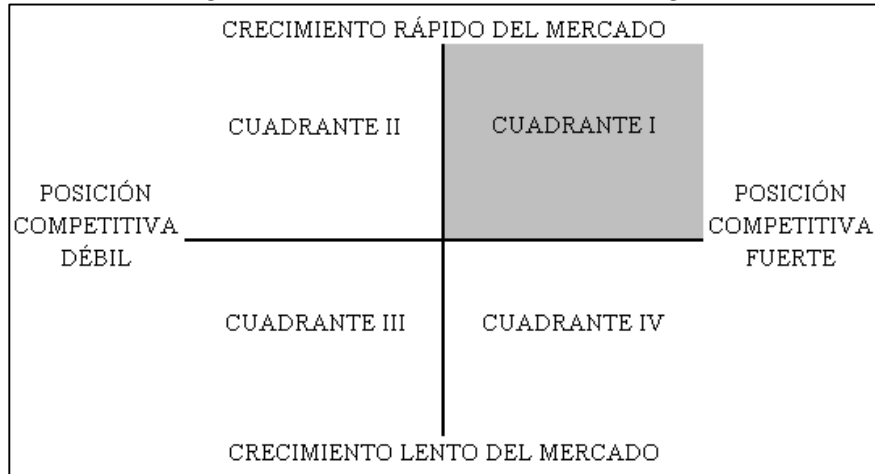 CRECIMIENTO RÁPIDO DEL MERCADO
CUADRANTE II
CUADRANTE I
POSICIÓN
COMPETITIVA
DÉBIL
POSICIÓN
COMPETITIVA
FUERTE
CUADRANTE III
CUADRANTE IV
CRECIMIENTO LENTO DEL MERCADO